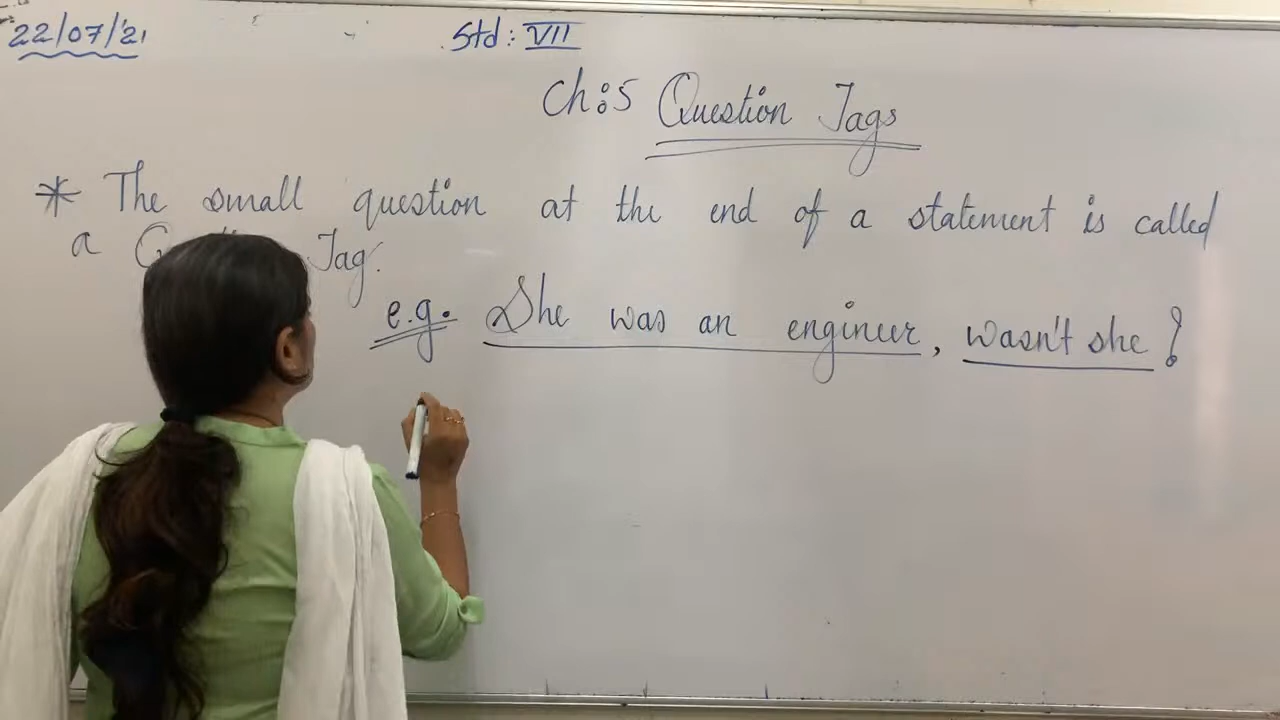 22/07/'21
Std: VII
Ch:5 Question Tags
* The small question at the end of a statement is called
a Tag.
e.g. She was an engineer, wasn't she?